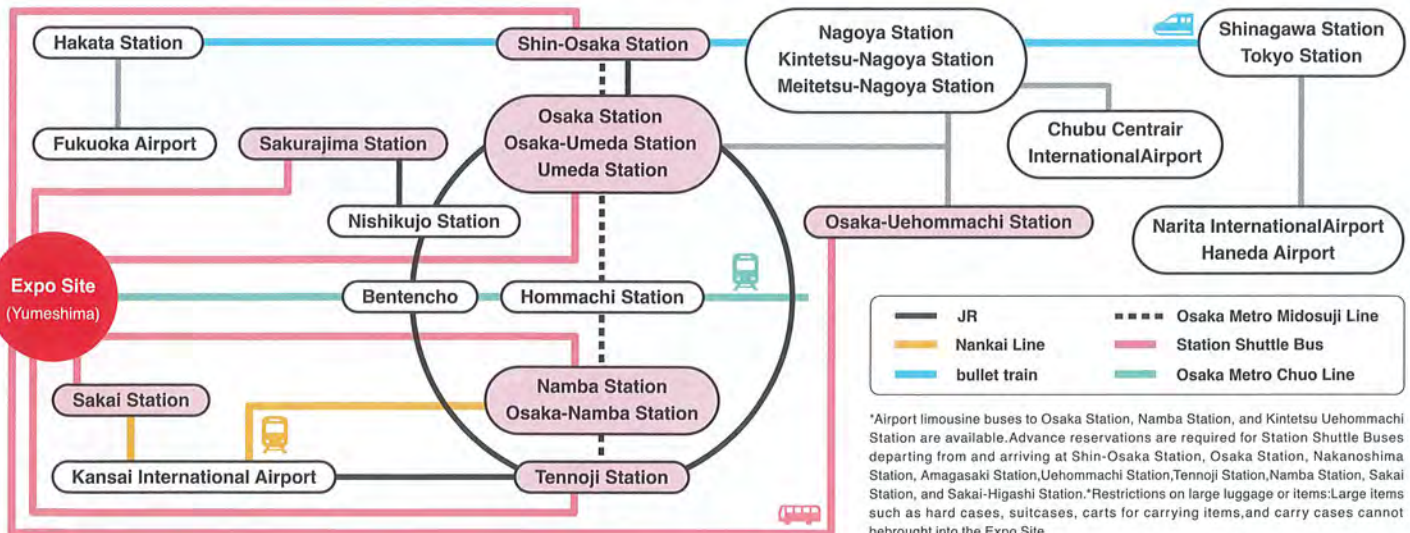 Hakata Station
Shin-Osaka Station
Nagoya Station
Kintetsu-Nagoya Station
Meitetsu-Nagoya Station
Shinagawa Station
Tokyo Station
Fukuoka Airport
Sakurajima Station
Osaka Station
Osaka-Umeda Station
Umeda Station
Chubu Centrair
InternationalAirport
Nishikujo Station
Osaka-Uehommachi Station
Narita InternationalAirport
Haneda Airport
Expo Site
(Yumeshima)
Bentencho
Hommachi Station
JR
Osaka Metro Midosuji Line
Nankai Line
Station Shuttle Bus
bullet train
Osaka Metro Chuo Line
Sakai Station
Namba Station
Osaka-Namba Station
Kansai International Airport
Tennoji Station
*Airport limousine buses to Osaka Station, Namba Station, and Kintetsu Uehommachi
Station are available.Advance reservations are required for Station Shuttle Buses
departing from and arriving at Shin-Osaka Station, Osaka Station, Nakanoshima
Station, Amagasaki Station,Uehommachi Station,Tennoji Station,Namba Station, Sakai
Station, and Sakai-Higashi Station.*Restrictions on large luggage or items:Large items
such as hard cases, suitcases, carts for carrying items,and carry cases cannot
bebrought into the Expo Site.